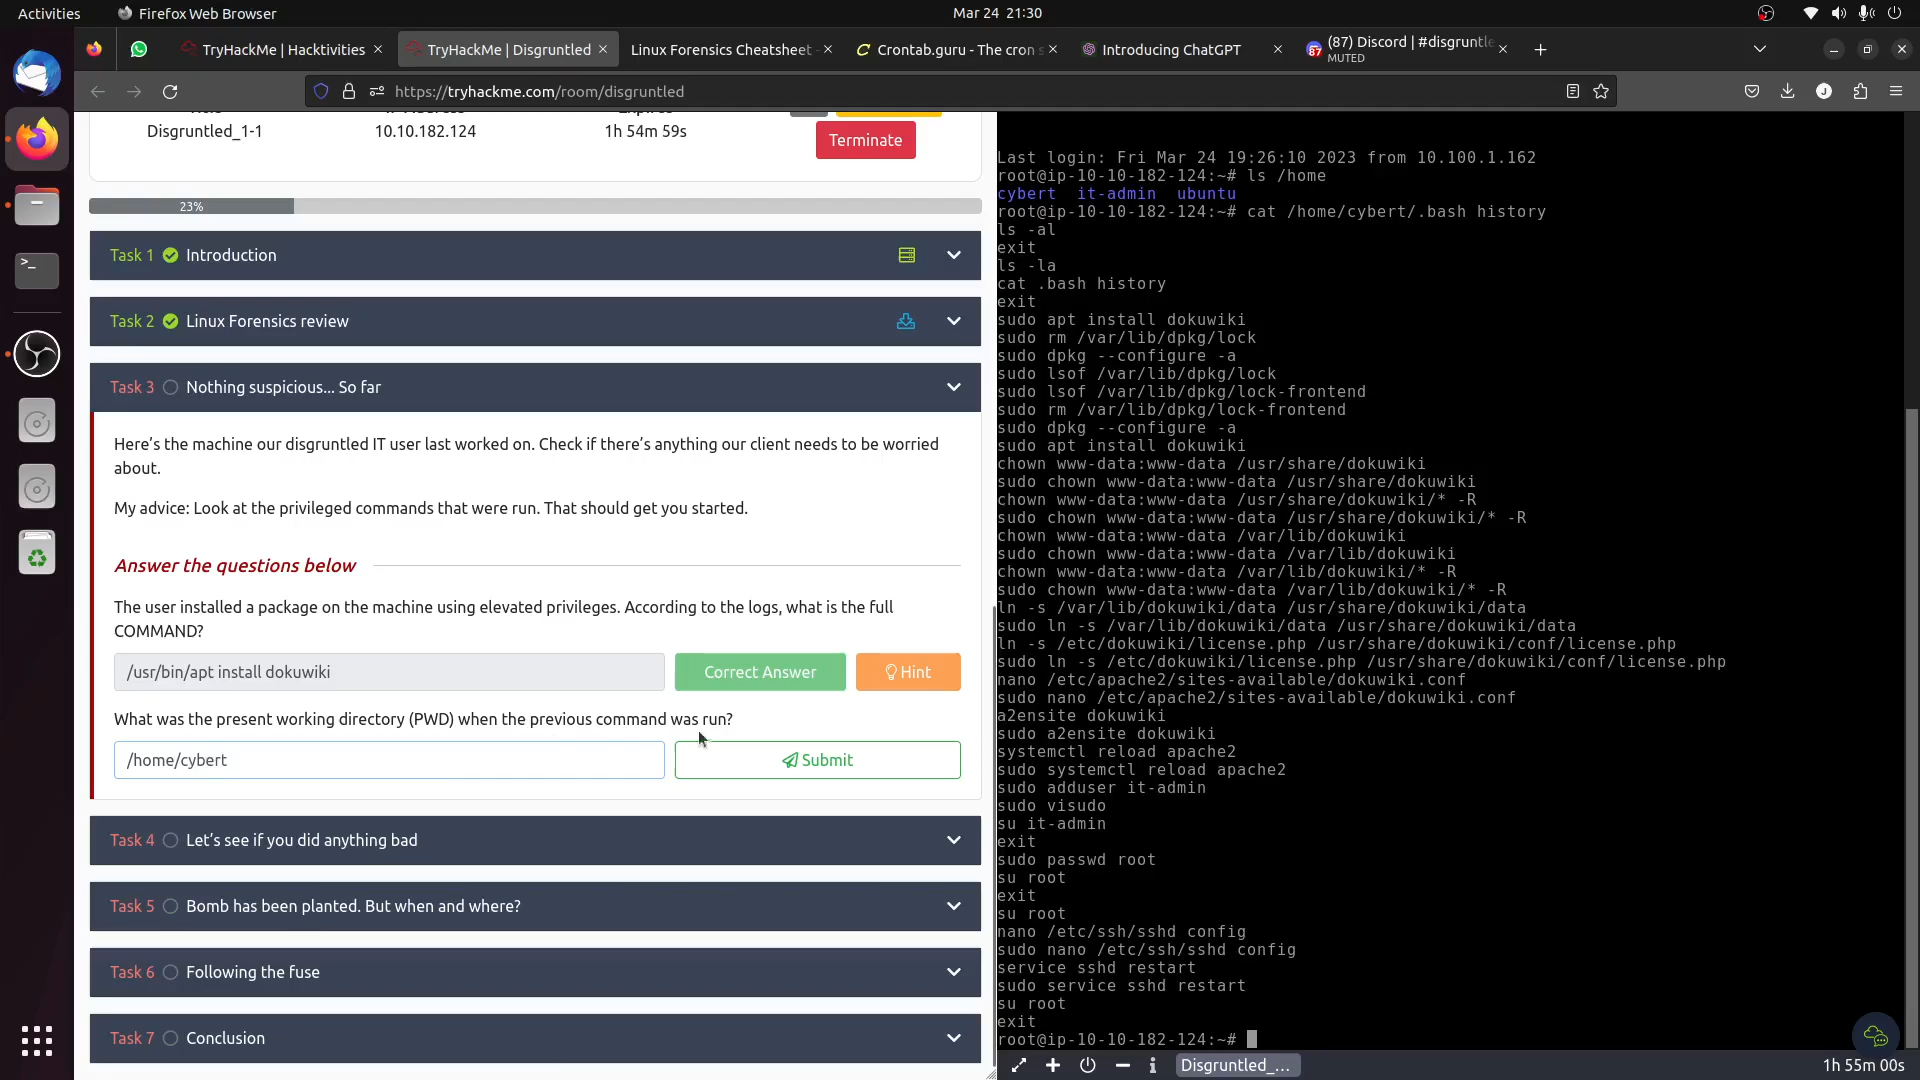 Activities
Firefox Web Browser
Mar 24 21:30
TryHackMe | Hacktivities
TryHackMe | Disgruntled
Linux Forensics Cheatsheet
Crontab.guru - The cron s
Introducing ChatGPT
(87) Discord | #disgruntle
MUTED
https://tryhackme.com/room/disgruntled
Disgruntled_1-1
10.10.182.124
1h 54m 59s
Terminate
23%
Task 1
Introduction
Task 2
Linux Forensics review
Task 3
Nothing suspicious... So far
Here's the machine our disgruntled IT user last worked on. Check if there's anything our client needs to be worried
about.
My advice: Look at the privileged commands that were run. That should get you started.
Answer the questions below
The user installed a package on the machine using elevated privileges. According to the logs, what is the full
COMMAND?
/usr/bin/apt install dokuwiki
Correct Answer
Hint
What was the present working directory (PWD) when the previous command was run?
/home/cybert
Submit
Task 4
Let's see if you did anything bad
Task 5
Bomb has been planted. But when and where?
Task 6
Following the fuse
Task 7
Conclusion
Last login: Fri Mar 24 19:26:10 2023 from 10.100.1.162
root@ip-10-10-182-124:~# ls /home
cybert it-admin ubuntu
root@ip-10-10-182-124:~# cat /home/cybert/.bash history
ls -al
exit
ls -la
cat .bash history
exit
sudo apt install dokuwiki
sudo rm /var/lib/dpkg/lock
sudo dpkg --configure -a
sudo lsof /var/lib/dpkg/lock
sudo lsof /var/lib/dpkg/lock-frontend
sudo rm /var/lib/dpkg/lock-frontend
sudo dpkg --configure -a
sudo apt install dokuwiki
chown www-data:www-data /usr/share/dokuwiki
sudo chown www-data:www-data /usr/share/dokuwiki
chown www-data:www-data /usr/share/dokuwiki/* -R
sudo chown www-data:www-data /usr/share/dokuwiki/* -R
chown www-data:www-data /var/lib/dokuwiki
sudo chown www-data:www-data /var/lib/dokuwiki
chown www-data:www-data /var/lib/dokuwiki/* -R
sudo chown www-data:www-data /var/lib/dokuwiki/* -R
ln -s /var/lib/dokuwiki/data /usr/share/dokuwiki/data
sudo ln -s /var/lib/dokuwiki/data /usr/share/dokuwiki/data
ln -s /etc/dokuwiki/license.php /usr/share/dokuwiki/conf/license.php
sudo ln -s /etc/dokuwiki/license.php /usr/share/dokuwiki/conf/license.php
nano /etc/apache2/sites-available/dokuwiki.conf
sudo nano /etc/apache2/sites-available/dokuwiki.conf
a2ensite dokuwiki
sudo a2ensite dokuwiki
systemctl reload apache2
sudo systemctl reload apache2
sudo adduser it-admin
sudo visudo
su it-admin
exit
sudo passwd root
su root
exit
su root
nano /etc/ssh/sshd config
sudo nano /etc/ssh/sshd config
service sshd restart
sudo service sshd restart
su root
exit
root@ip-10-10-182-124:~#
Disgruntled_...
1h 55m 00s